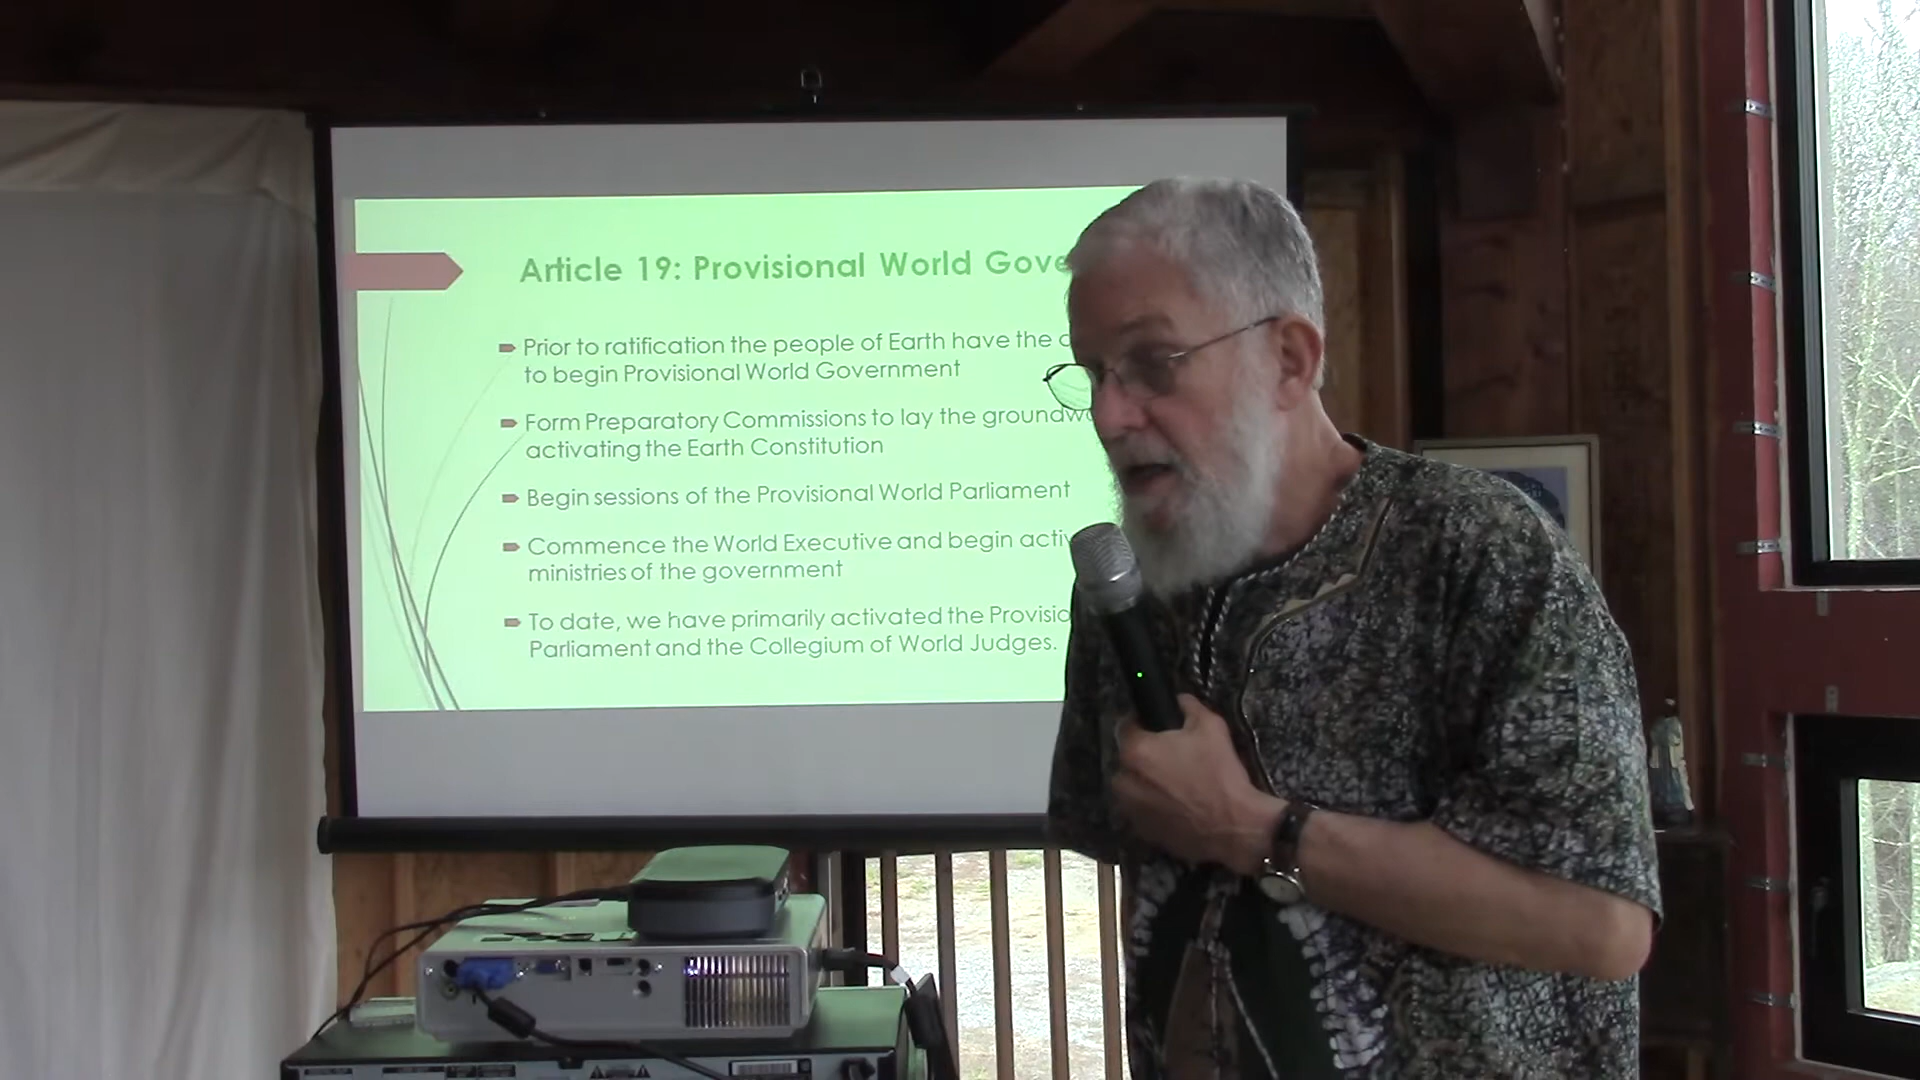 Article 19: Provisional World Gove
Prior to ratification the people of Earth have the
to begin Provisional World Government
Form Preparatory Commissions to lay the groundw
activating the Earth Constitution
Begin sessions of the Provisional World Parliament
Commence the World Executive and begin activ
ministries of the government
To date, we have primarily activated the Provisio
Parliament and the Collegium of World Judges.